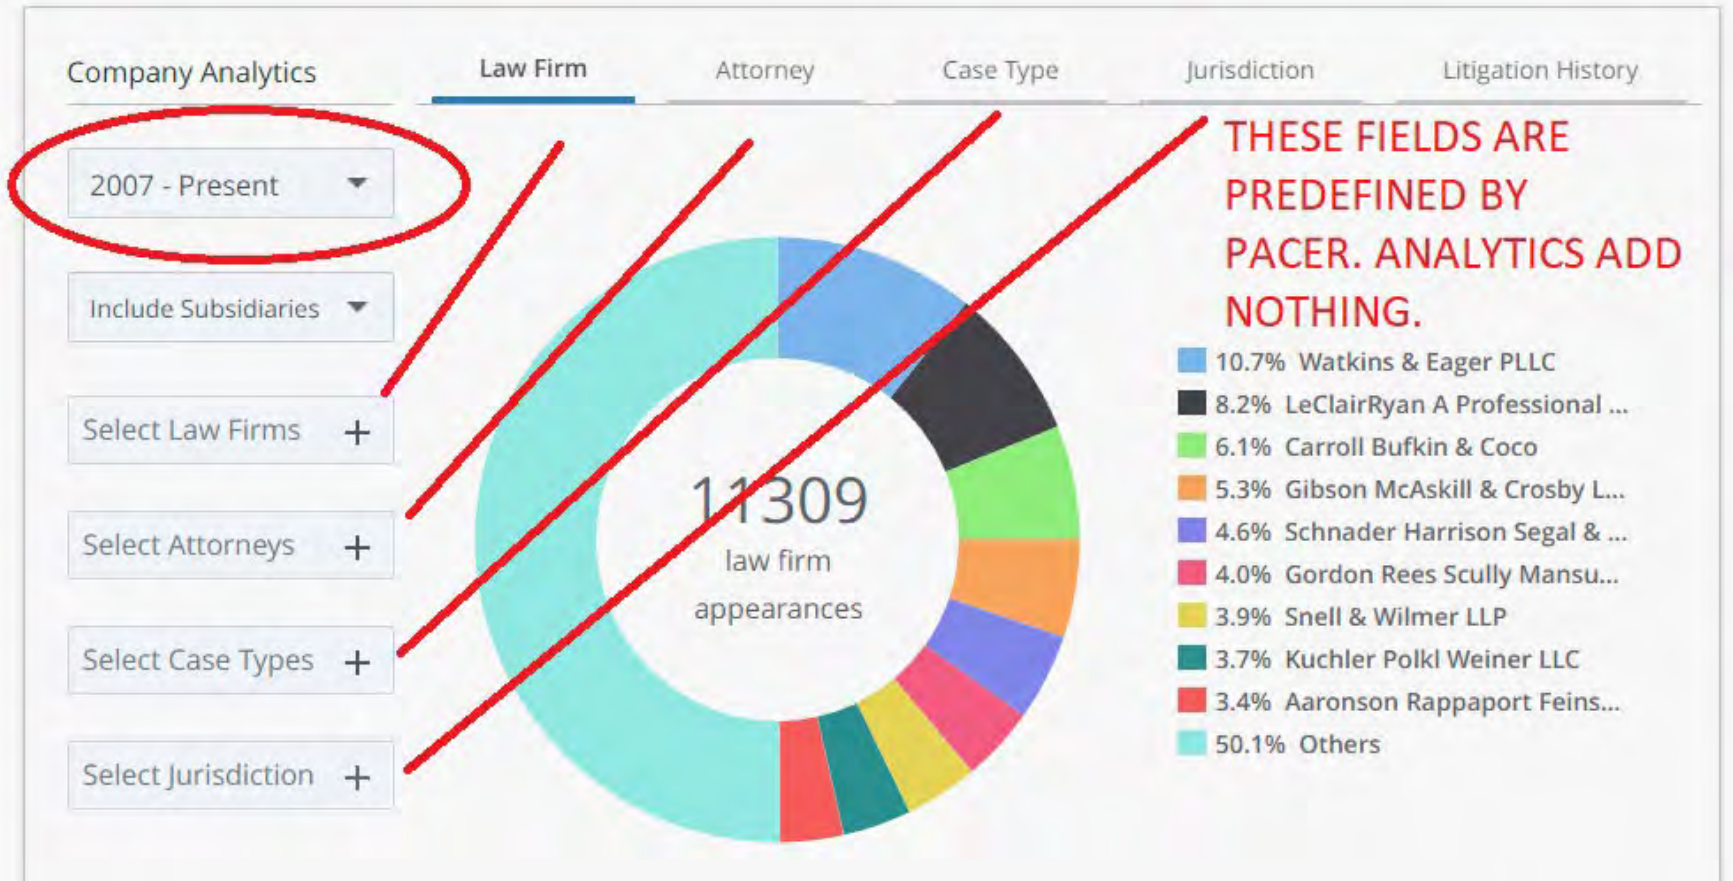 Company Analytics
Law Firm
Attorney
Case Type
Jurisdiction
Litigation History
2007 - Present
Include Subsidiaries
Select Law Firms +
Select Attorneys +
Select Case Types +
Select Jurisdiction +
11309
law firm
appearances
THESE FIELDS ARE
PREDEFINED BY
PACER. ANALYTICS ADD
NOTHING.
10.7% Watkins & Eager PLLC
8.2% LeClairRyan A Professional ...
6.1% Carroll Bufkin & Coco
5.3% Gibson McAskill & Crosby L...
4.6% Schnader Harrison Segal & ...
4.0% Gordon Rees Scully Mansu...
3.9% Snell & Wilmer LLP
3.7% Kuchler Polkl Weiner LLC
3.4% Aaronson Rappaport Feins...
50.1% Others